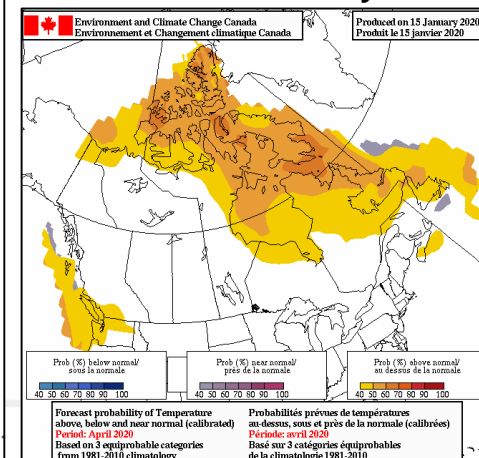 Environment and Climate Change Canada
Environnement et Changement climatique Canada
Produced on 15 January 2020
Produit le 15 janvier 2020
Prob (%) below normal/
sous la normale
40 50 60 70 80 90 100
Prob (%) near normal/
près de la normale
40 50 60 70 80 90 100
Prob (%) above normal/
au dessus de la normale
40 50 60 70 80 90 100
Forecast probability of Temperature
above, below and near normal (calibrated)
Period: April 2020
Based on 3 equiprobable categories
from 1981-2010 climatology
Probabilités prévues de températures
au-dessus, sous et près de la normale (calibrées)
Période: avril 2020
Basé sur 3 catégories équiprobables
de la climatologie 1981-2010